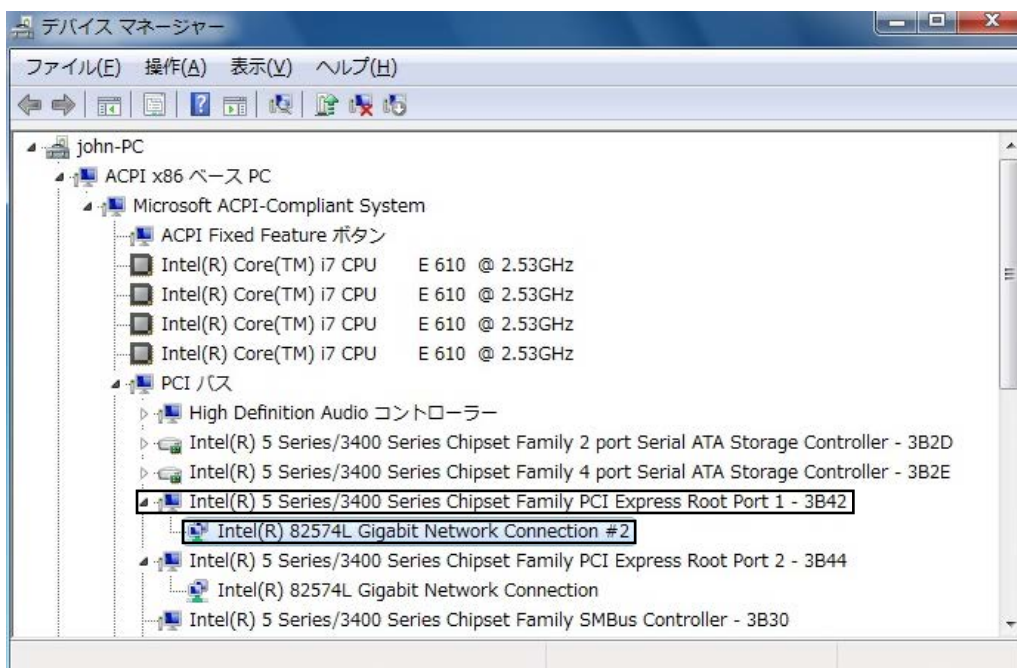 デバイス マネージャー
ファイル(F) 操作(A) 表示(V) ヘルプ(H)
john-PC
ACPI x86 ベース PC
Microsoft ACPI-Compliant System
ACPI Fixed Feature ボタン
Intel(R) Core(TM) i7 CPU E 610 @ 2.53GHz
Intel(R) Core(TM) i7 CPU E 610 @ 2.53GHz
Intel(R) Core(TM) i7 CPU E 610 @ 2.53GHz
Intel(R) Core(TM) i7 CPU E 610 @ 2.53GHz
PCI バス
High Definition Audio コントローラー
Intel(R) 5 Series/3400 Series Chipset Family 2 port Serial ATA Storage Controller - 3B2D
Intel(R) 5 Series/3400 Series Chipset Family 4 port Serial ATA Storage Controller - 3B2E
Intel(R) 5 Series/3400 Series Chipset Family PCI Express Root Port 1 - 3B42
Intel(R) 82574L Gigabit Network Connection #2
Intel(R) 5 Series/3400 Series Chipset Family PCI Express Root Port 2 - 3B44
Intel(R) 82574L Gigabit Network Connection
Intel(R) 5 Series/3400 Series Chipset Family SMBus Controller - 3B30